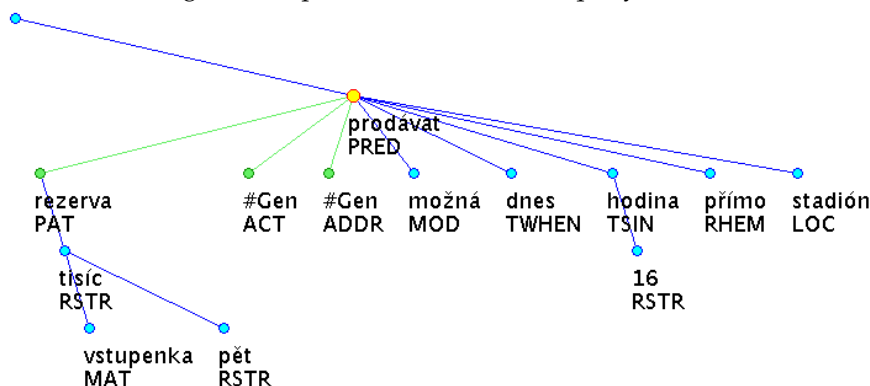 prodávat
PRED
rezerva #Gen #Gen možná dnes hodina přímo stadión
PAT ACT ADDR MOD TWHEN TSIN RHEM LOC
tisíc 16
RSTR RSTR
vstupenka pět
MAT RSTR